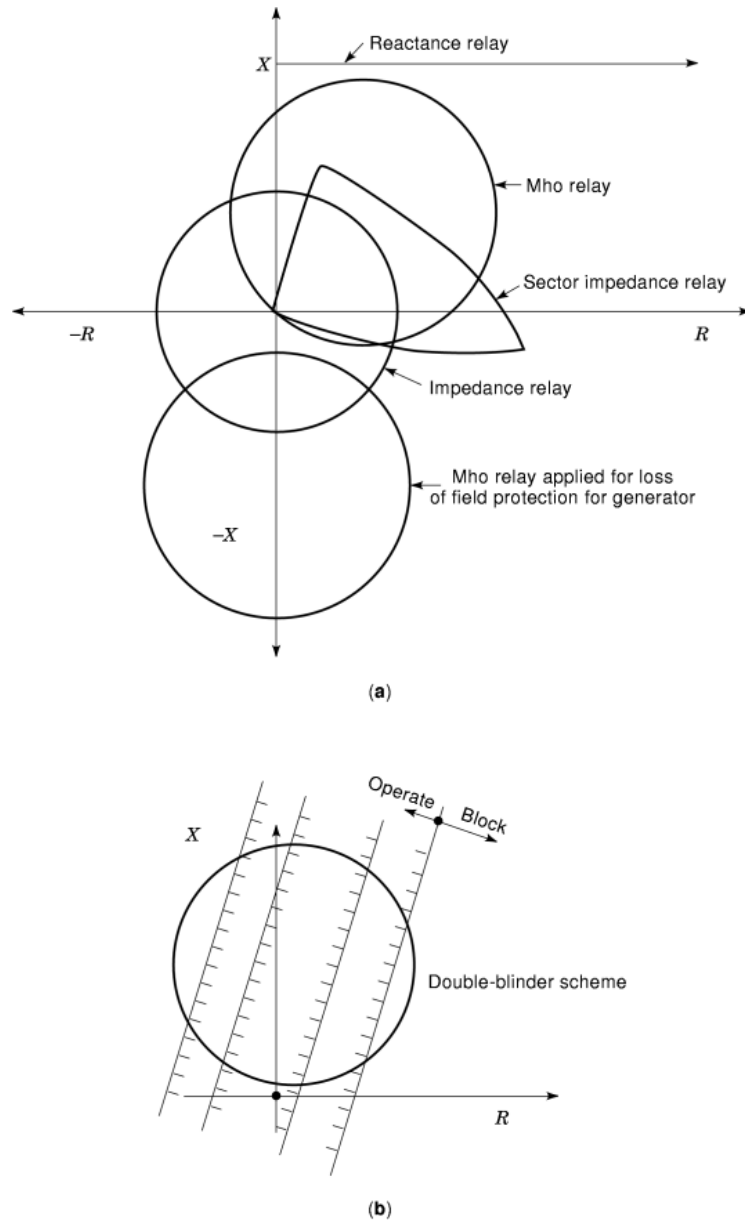 Reactance relay
X
Mho relay
Sector impedance relay
–R
R
Impedance relay
Mho relay applied for loss
of field protection for generator
–X
(a)
Operate
Block
X
Double-blinder scheme
R
(b)